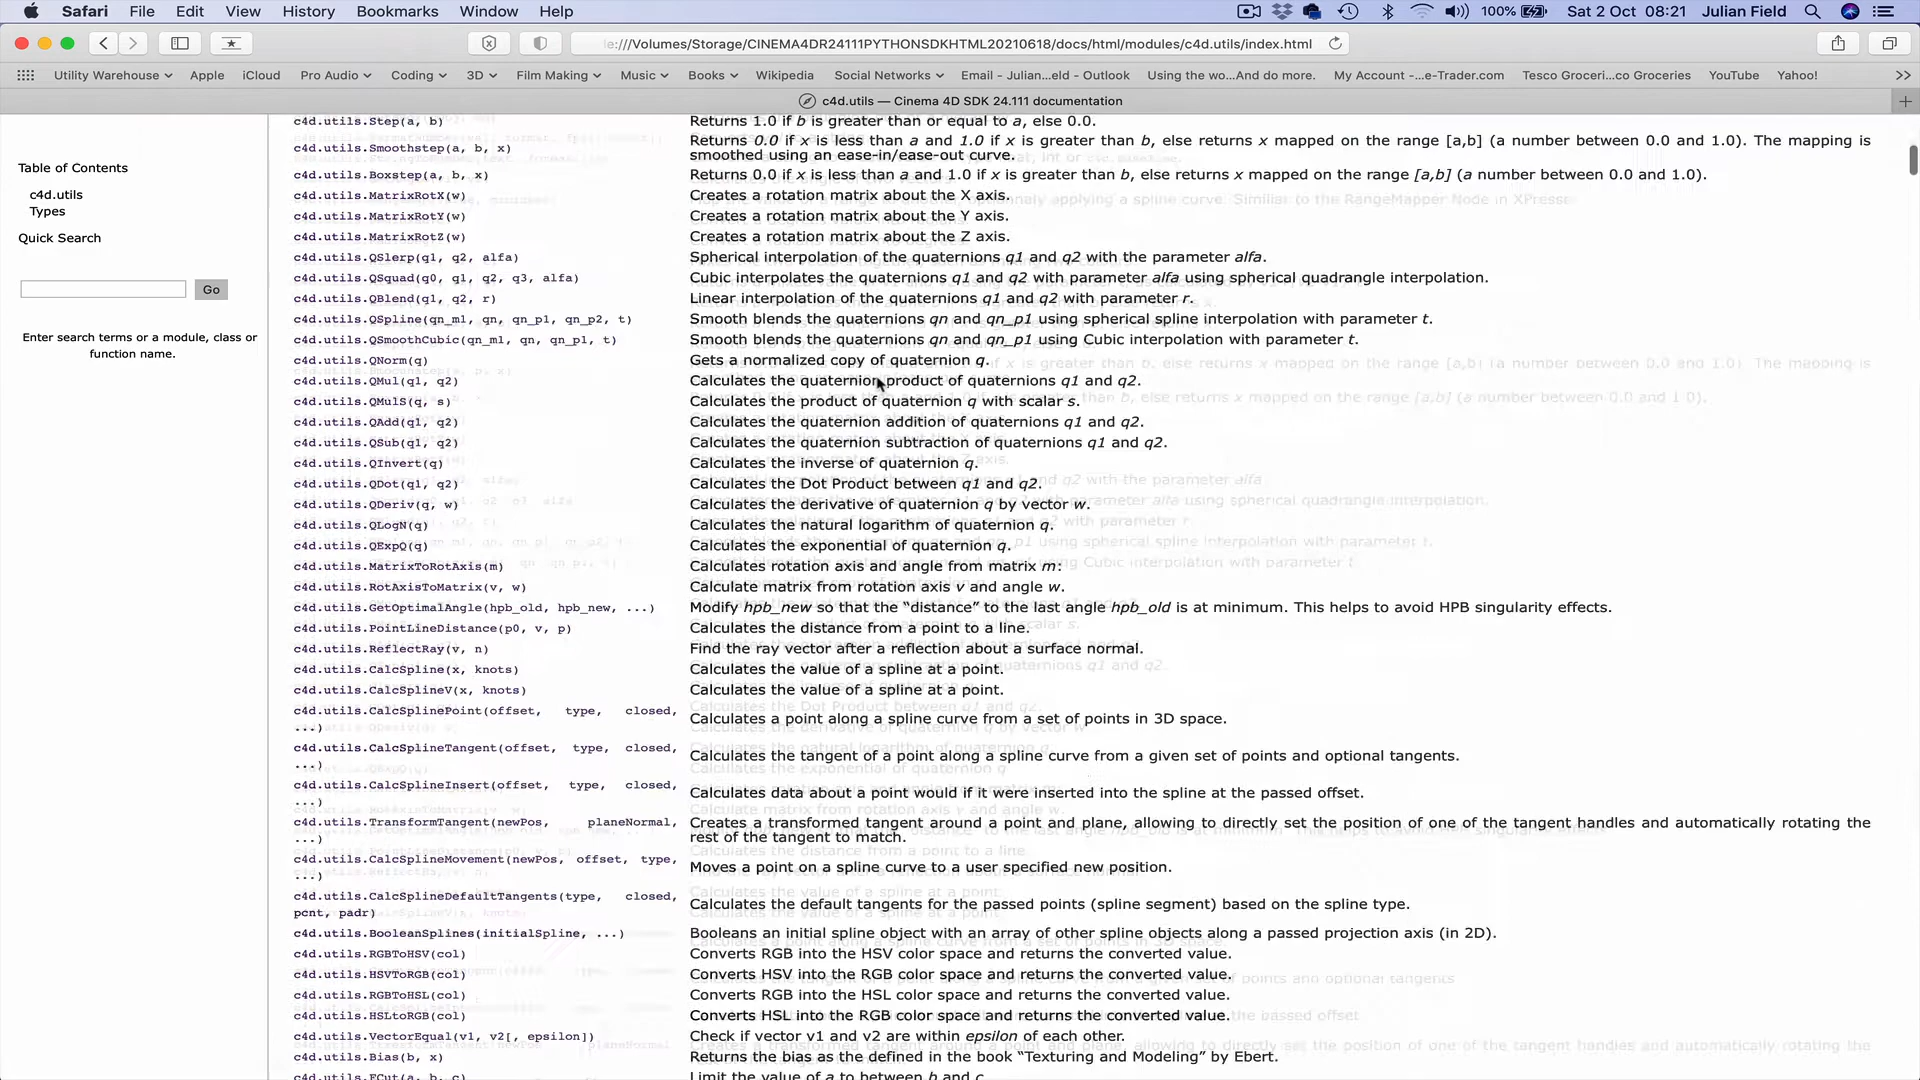 Safari File Edit View History Bookmarks Window Help 100% Sat 2 Oct 08:21 Julian Field
le:///Volumes/Storage/CINEMA4DR24111PYTHONSDKHTML20210618/docs/html/modules/c4d.utils/index.html
Utility Warehouse Apple iCloud Pro Audio Coding 3D Film Making Music Books Wikipedia Social Networks Email - Julian...eld - Outlook Using the wo...And do more. My Account -...e-Trader.com Tesco Groceri...co Groceries YouTube Yahoo!
c4d.utils — Cinema 4D SDK 24.111 documentation
Table of Contents
c4d.utils
Types
Quick Search
Go
Enter search terms or a module, class or
function name.
c4d.utils.Step(a, b) Returns 1.0 if b is greater than or equal to a, else 0.0.
c4d.utils.Smoothstep(a, b, x) Returns 0.0 if x is less than a and 1.0 if x is greater than b, else returns x mapped on the range [a,b] (a number between 0.0 and 1.0). The mapping is
smoothed using an ease-in/ease-out curve.
c4d.utils.Boxstep(a, b, x) Returns 0.0 if x is less than a and 1.0 if x is greater than b, else returns x mapped on the range [a,b] (a number between 0.0 and 1.0).
c4d.utils.MatrixRotX(w) Creates a rotation matrix about the X axis.
c4d.utils.MatrixRotY(w) Creates a rotation matrix about the Y axis.
c4d.utils.MatrixRotZ(w) Creates a rotation matrix about the Z axis.
c4d.utils.QSlerp(q1, q2, alfa) Spherical interpolation of the quaternions q1 and q2 with the parameter alfa.
c4d.utils.QSquad(q0, q1, q2, q3, alfa) Cubic interpolates the quaternions q1 and q2 with parameter alfa using spherical quadrangle interpolation.
c4d.utils.QBlend(q1, q2, r) Linear interpolation of the quaternions q1 and q2 with parameter r.
c4d.utils.QSpline(qn_m1, qn, qn_p1, qn_p2, t) Smooth blends the quaternions qn and qn_p1 using spherical spline interpolation with parameter t.
c4d.utils.QSmoothCubic(qn_m1, qn, qn_p1, t) Smooth blends the quaternions qn and qn_p1 using Cubic interpolation with parameter t.
c4d.utils.QNorm(q) Gets a normalized copy of quaternion q.
c4d.utils.QMul(q1, q2) Calculates the quaternion product of quaternions q1 and q2.
c4d.utils.QMulS(q, s) Calculates the product of quaternion q with scalar s.
c4d.utils.QAdd(q1, q2) Calculates the quaternion addition of quaternions q1 and q2.
c4d.utils.QSub(q1, q2) Calculates the quaternion subtraction of quaternions q1 and q2.
c4d.utils.QInvert(q) Calculates the inverse of quaternion q.
c4d.utils.QDot(q1, q2) Calculates the Dot Product between q1 and q2.
c4d.utils.QDeriv(q, w) Calculates the derivative of quaternion q by vector w.
c4d.utils.QLogN(q) Calculates the natural logarithm of quaternion q.
c4d.utils.QExpQ(q) Calculates the exponential of quaternion q.
c4d.utils.MatrixToRotAxis(m) Calculates rotation axis and angle from matrix m:
c4d.utils.RotAxisToMatrix(v, w) Calculate matrix from rotation axis v and angle w.
c4d.utils.GetOptimalAngle(hpb_old, hpb_new, ...) Modify hpb_new so that the “distance” to the last angle hpb_old is at minimum. This helps to avoid HPB singularity effects.
c4d.utils.PointLineDistance(p0, v, p) Calculates the distance from a point to a line.
c4d.utils.ReflectRay(v, n) Find the ray vector after a reflection about a surface normal.
c4d.utils.CalcSpline(x, knots) Calculates the value of a spline at a point.
c4d.utils.CalcSplineV(x, knots) Calculates the value of a spline at a point.
c4d.utils.CalcSplinePoint(offset, type, closed, Calculates a point along a spline curve from a set of points in 3D space.
...)
c4d.utils.CalcSplineTangent(offset, type, closed, Calculates the tangent of a point along a spline curve from a given set of points and optional tangents.
...)
c4d.utils.CalcSplineInsert(offset, type, closed, Calculates data about a point would if it were inserted into the spline at the passed offset.
...)
c4d.utils.TransformTangent(newPos, planeNormal, Creates a transformed tangent around a point and plane, allowing to directly set the position of one of the tangent handles and automatically rotating the
...) rest of the tangent to match.
c4d.utils.CalcSplineMovement(newPos, offset, type, Moves a point on a spline curve to a user specified new position.
...)
c4d.utils.CalcSplineDefaultTangents(type, closed, Calculates the default tangents for the passed points (spline segment) based on the spline type.
pcnt, padr)
c4d.utils.BooleanSplines(initialSpline, ...) Booleans an initial spline object with an array of other spline objects along a passed projection axis (in 2D).
c4d.utils.RGBToHSV(col) Converts RGB into the HSV color space and returns the converted value.
c4d.utils.HSVToRGB(col) Converts HSV into the RGB color space and returns the converted value.
c4d.utils.RGBToHSL(col) Converts RGB into the HSL color space and returns the converted value.
c4d.utils.HSLtoRGB(col) Converts HSL into the RGB color space and returns the converted value.
c4d.utils.VectorEqual(v1, v2[, epsilon]) Check if vector v1 and v2 are within epsilon of each other.
c4d.utils.Bias(b, x) Returns the bias as the defined in the book “Texturing and Modeling” by Ebert.
c4d.utils.FCut(a, b, c) Limit the value of a to between b and c.